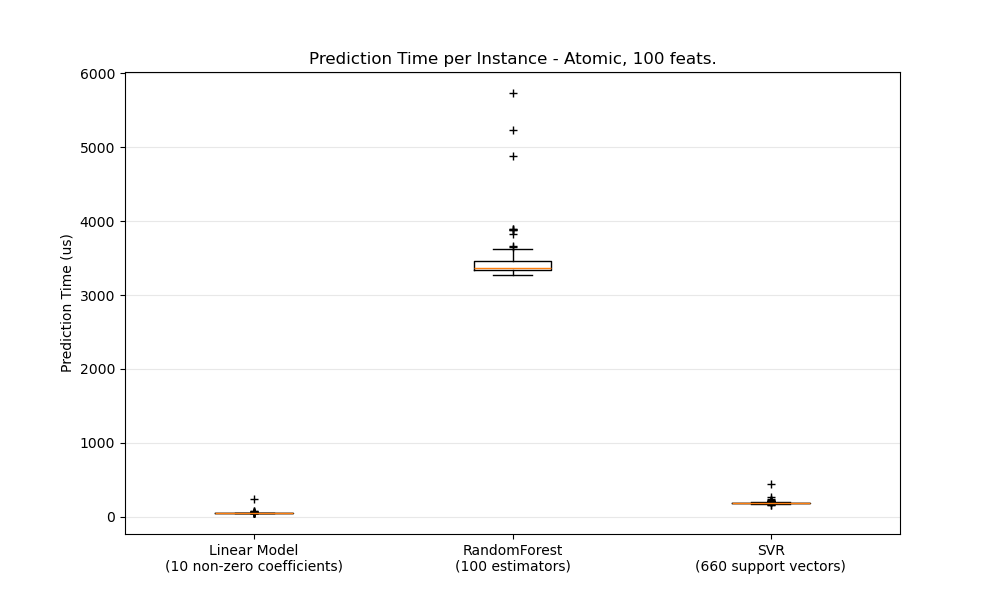 Prediction Time per Instance - Atomic, 100 feats.
Prediction Time (us)
6000
5000
4000
3000
2000
1000
0
Linear Model
(10 non-zero coefficients)
RandomForest
(100 estimators)
SVR
(660 support vectors)